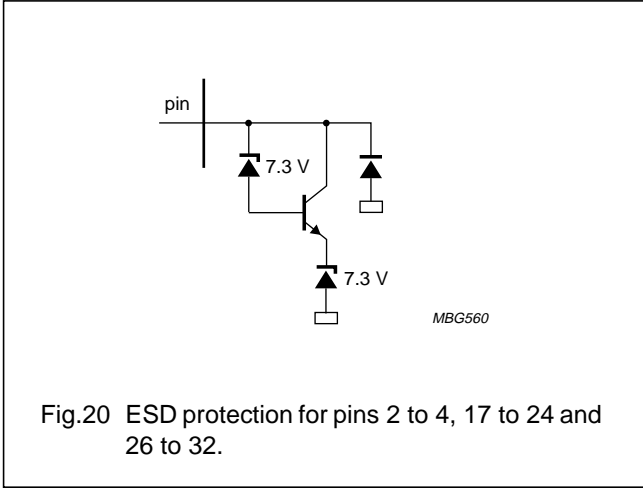 pin
7.3 V
7.3 V
MBG560
Fig.20 ESD protection for pins 2 to 4, 17 to 24 and
26 to 32.